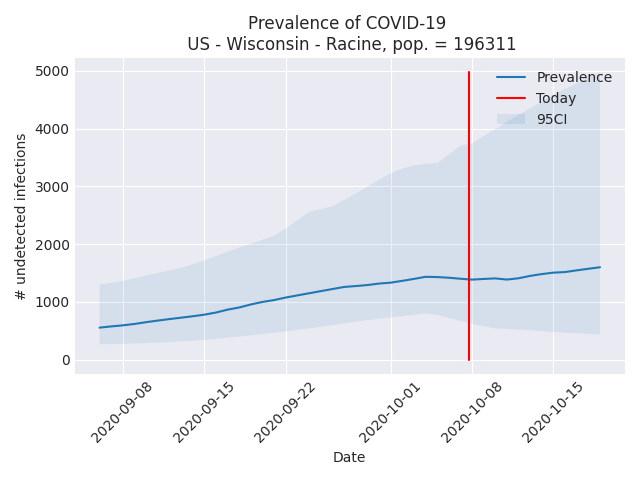 Prevalence of COVID-19
US - Wisconsin - Racine, pop. = 196311
5000
4000
3000
2000
1000
0
# undetected infections
Prevalence
Today
95CI
2020-09-08
2020-09-15
2020-09-22
2020-10-01
2020-10-08
2020-10-15
Date